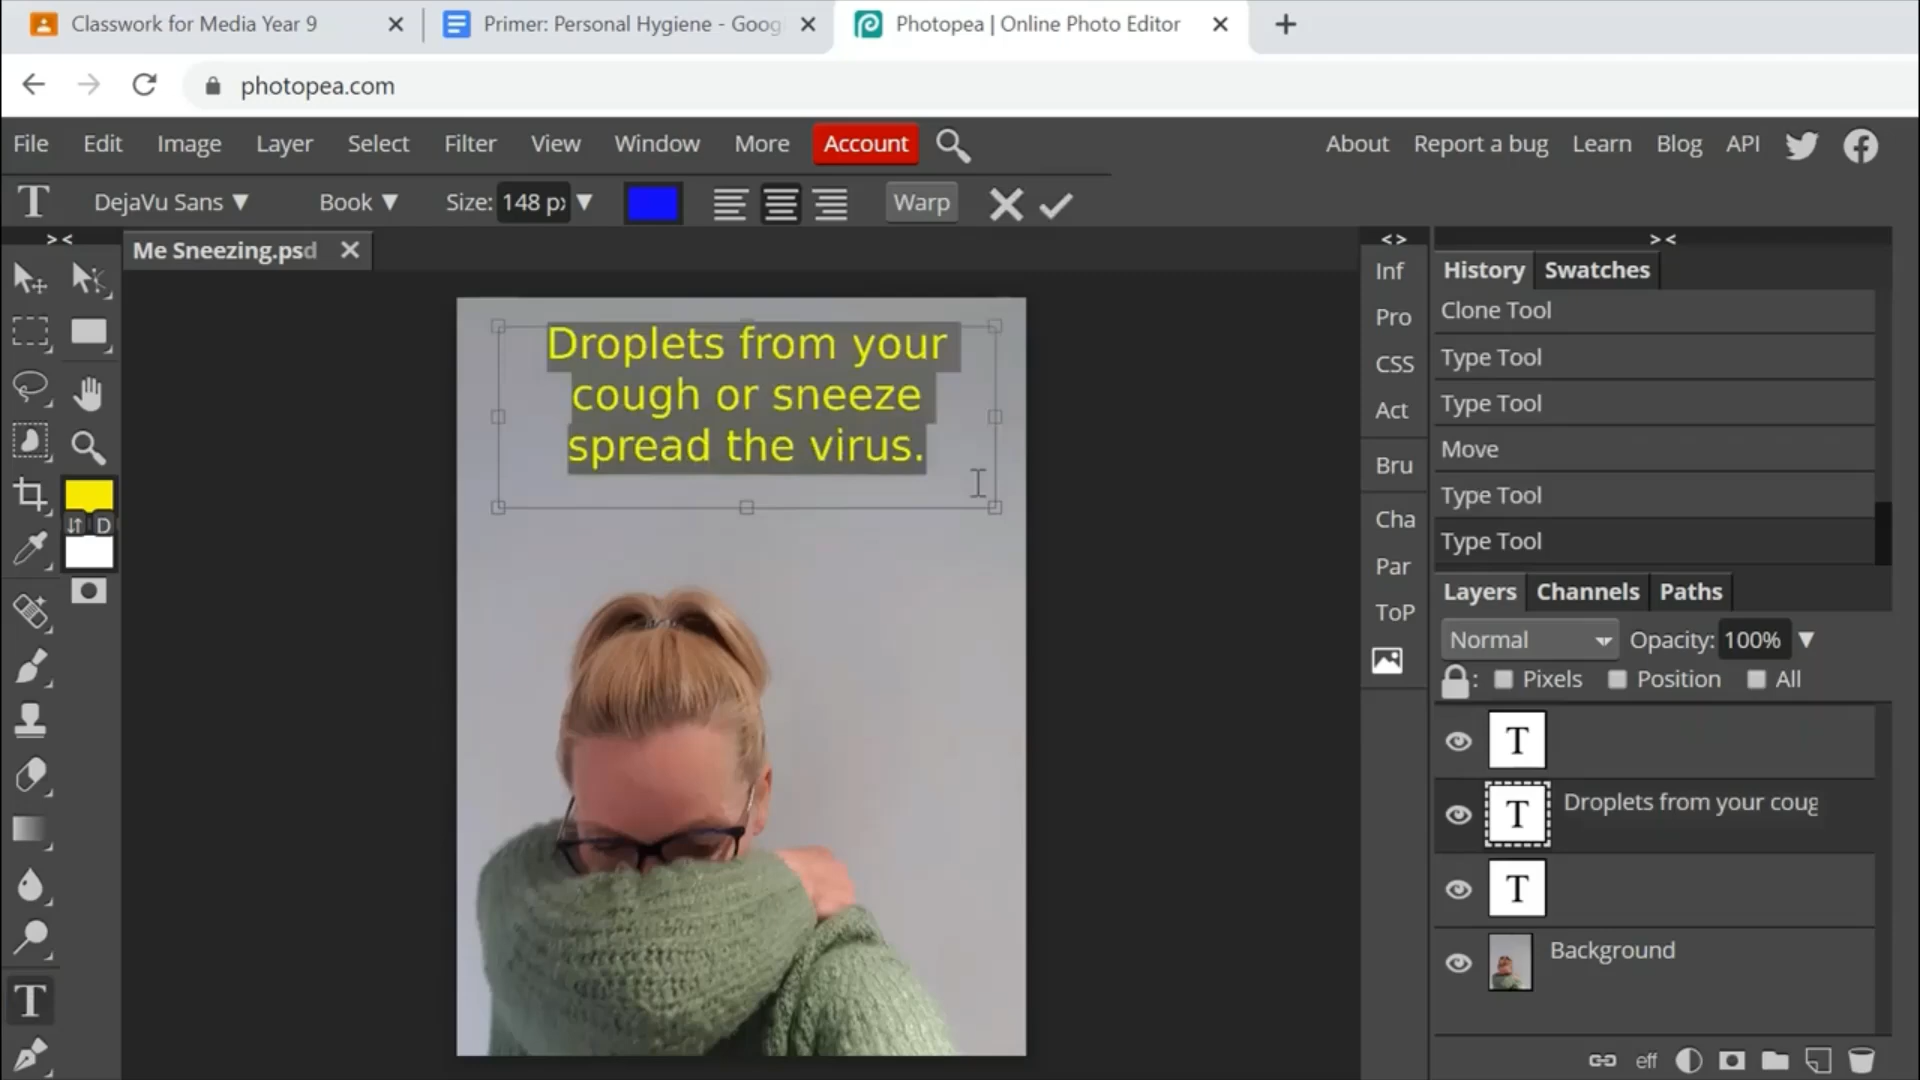 Classwork for Media Year 9
Primer: Personal Hygiene - Goog
Photopea | Online Photo Editor
photopea.com
File Edit Image Layer Select Filter View Window More Account
About Report a bug Learn Blog API
T DejaVu Sans Book Size: 148 px Warp
Me Sneezing.psd
Droplets from your
cough or sneeze
spread the virus.
D
T
Inf
Pro
CSS
Act
Bru
Cha
Par
ToP
History Swatches
Clone Tool
Type Tool
Type Tool
Move
Type Tool
Type Tool
Layers Channels Paths
Normal Opacity: 100%
: Pixels Position All
T
T Droplets from your coug
T
Background
eff